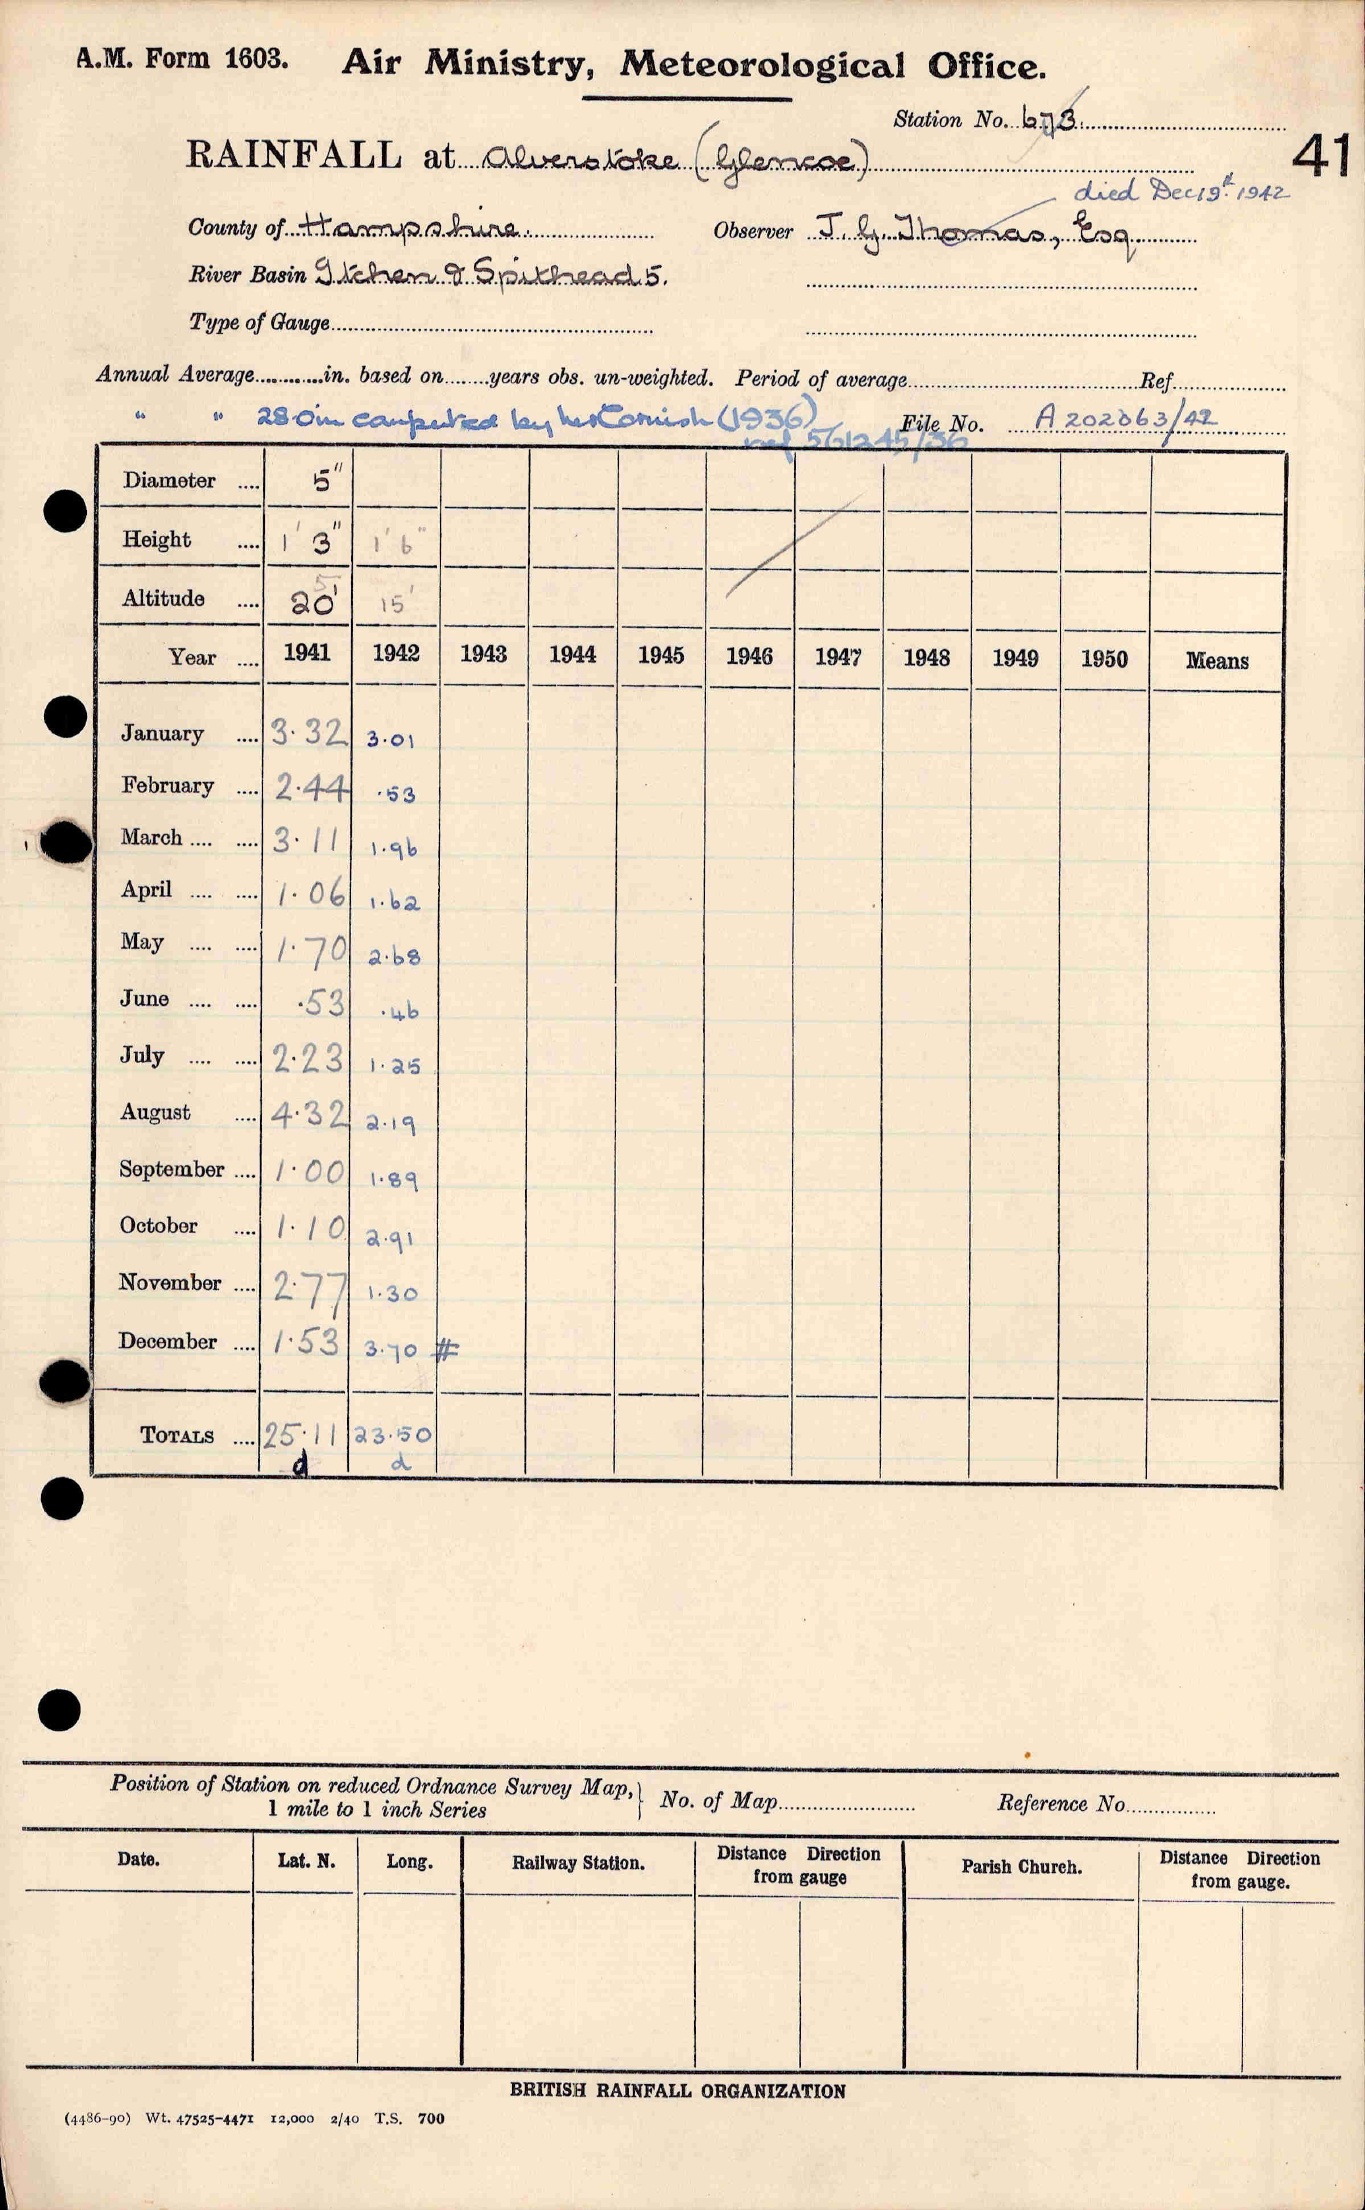 A.M. Form 1603. Air Ministry, Meteorological Office.
Station No. 673
41
RAINFALL at Alverstoke (Glencoe)
died Dec 19th. 1942
County of Hampshire. Observer J. G. Thomas, Esq
River Basin Itchen & Spithead 5.
Type of Gauge
Annual Average in. based on years obs. un-weighted. Period of average Ref.
" " 28.0in computed by Mr Cornish (1936) File No. A 202863/42
ref 561245/36
Diameter 5"
Height 1' 3" 1' 6"
5
Altitude 20' 15'
Year 1941 1942 1943 1944 1945 1946 1947 1948 1949 1950 Means
January 3.32 3.01
February 2.44 .53
March 3.11 1.96
April 1.06 1.62
May 1.70 2.68
June .53 .46
July 2.23 1.25
August 4.32 2.19
September 1.00 1.89
October 1.10 2.91
November 2.77 1.30
December 1.53 3.70 #
TOTALS 25.11 23.50
d d
Position of Station on reduced Ordnance Survey Map, } No. of Map Reference No
1 mile to 1 inch Series
Date. Lat. N. Long. Railway Station. Distance Direction from gauge Parish Church. Distance Direction from gauge.
BRITISH RAINFALL ORGANIZATION
(4486-90) Wt. 47525-4471 12,000 2/40 T.S. 700